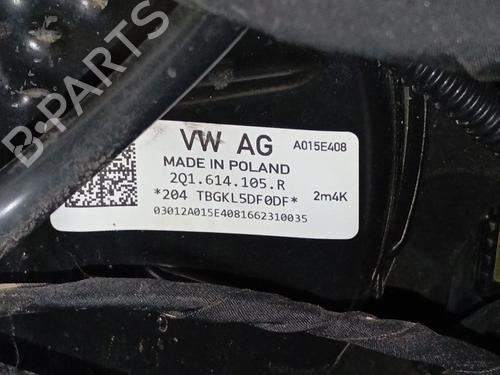 B-PARTS
VW AG A015E408
MADE IN POLAND
2Q1.614.105.R
*204 TBGKL5DF0DF* 2m4K
03012A015E4081662310035